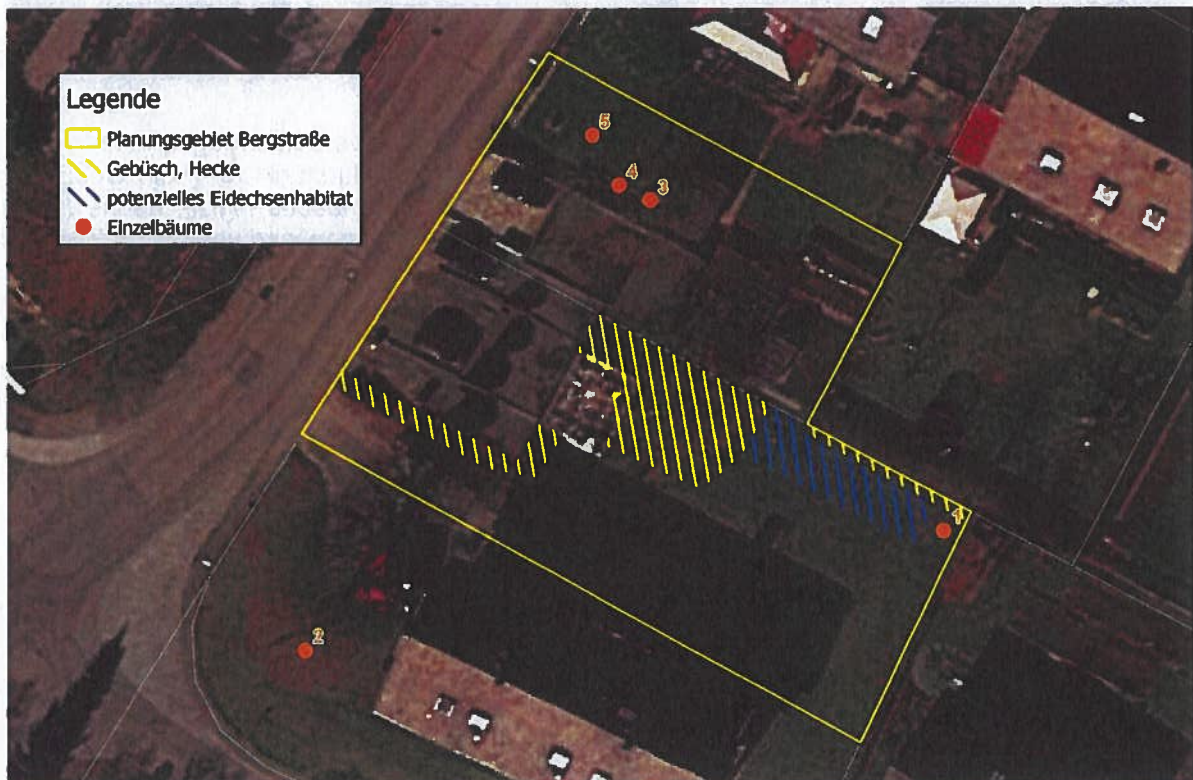 Legende
Planungsgebiet Bergstraße
Gebüsch, Hecke
potenzielles Eidechsenhabitat
Einzelbäume
5
4
3
1
2